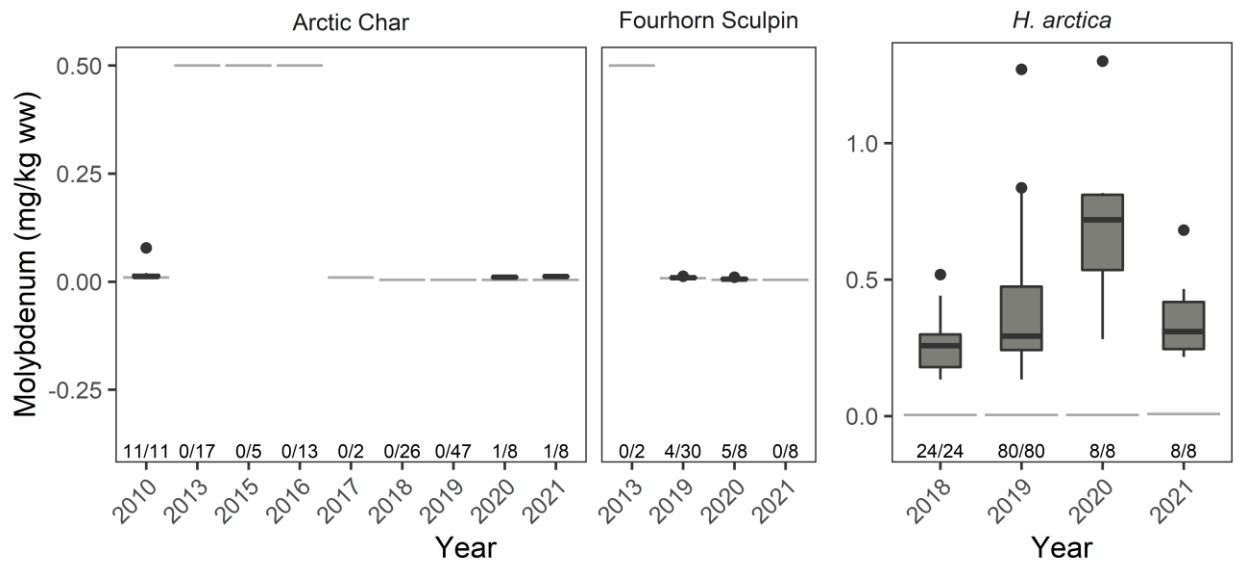 Arctic Char
Fourhorn Sculpin
H. arctica
Molybdenum (mg/kg ww)
0.50
0.25
0.00
-0.25
11/11 0/17 0/5 0/13 0/2 0/26 0/47 1/8 1/8
2010 2013 2015 2016 2017 2018 2019 2020 2021
0/2 4/30 5/8 0/8
2013 2019 2020 2021
Year
1.0
0.5
0.0
24/24 80/80 8/8 8/8
2018 2019 2020 2021
Year